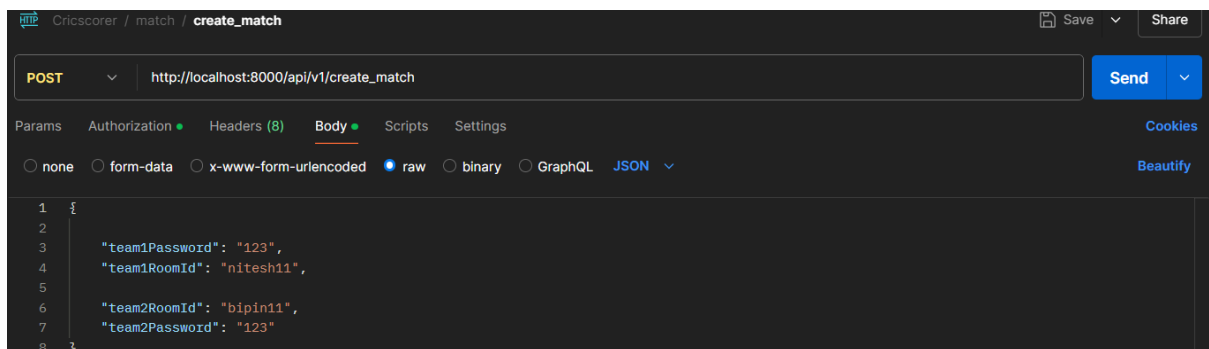 HTTP Cricscorer / match / create_match Save Share
POST http://localhost:8000/api/v1/create_match Send
Params Authorization Headers (8) Body Scripts Settings Cookies
none form-data x-www-form-urlencoded raw binary GraphQL JSON Beautify
1 {
2
3 "team1Password": "123",
4 "team1RoomId": "nitesh11",
5
6 "team2RoomId": "bipin11",
7 "team2Password": "123"
8 }